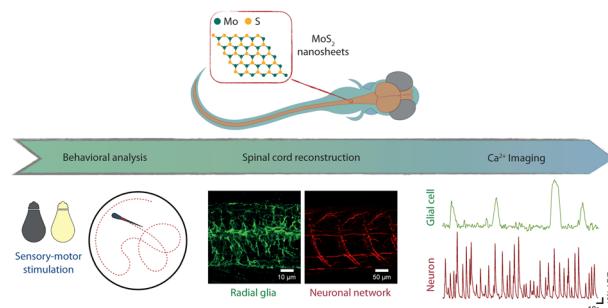 Mo S
MoS₂
nanosheets
Behavioral analysis
Spinal cord reconstruction
Ca²⁺ Imaging
Sensory-motor
stimulation
10 µm
50 µm
Radial glia
Neuronal network
Glial cell
Neuron